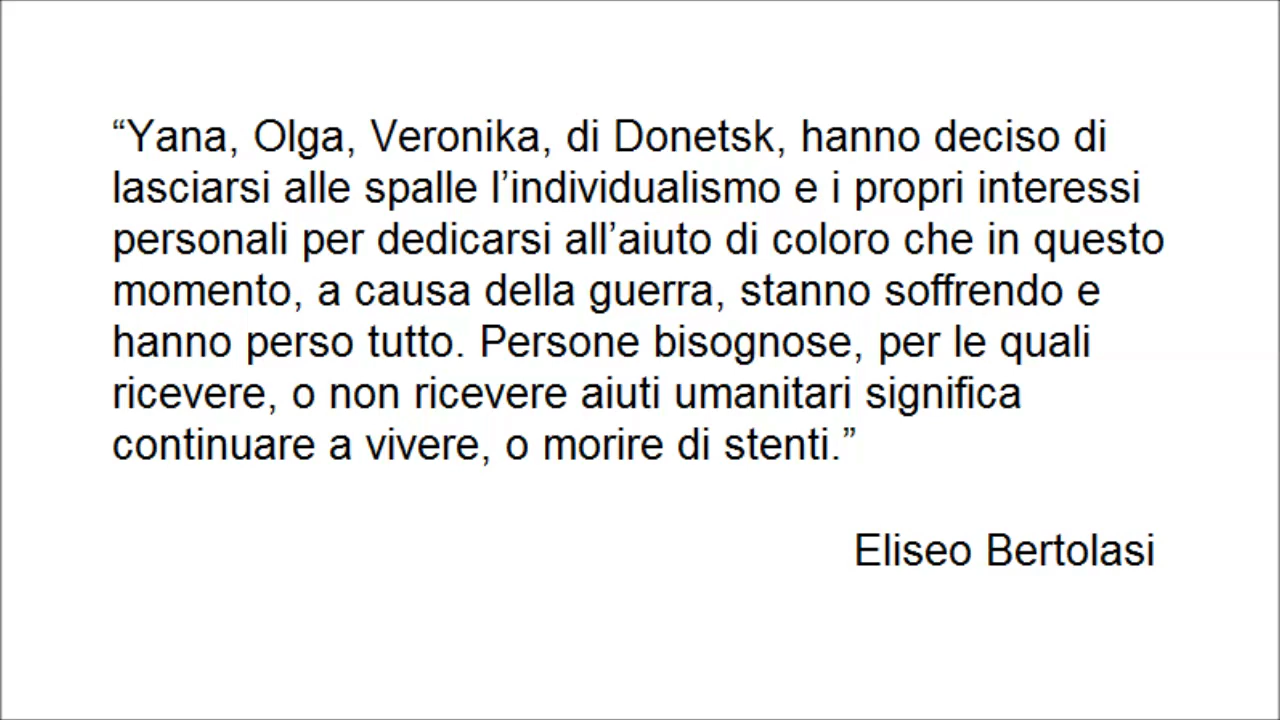 “Yana, Olga, Veronika, di Donetsk, hanno deciso di
lasciarsi alle spalle l’individualismo e i propri interessi
personali per dedicarsi all’aiuto di coloro che in questo
momento, a causa della guerra, stanno soffrendo e
hanno perso tutto. Persone bisognose, per le quali
ricevere, o non ricevere aiuti umanitari significa
continuare a vivere, o morire di stenti.”
Eliseo Bertolasi